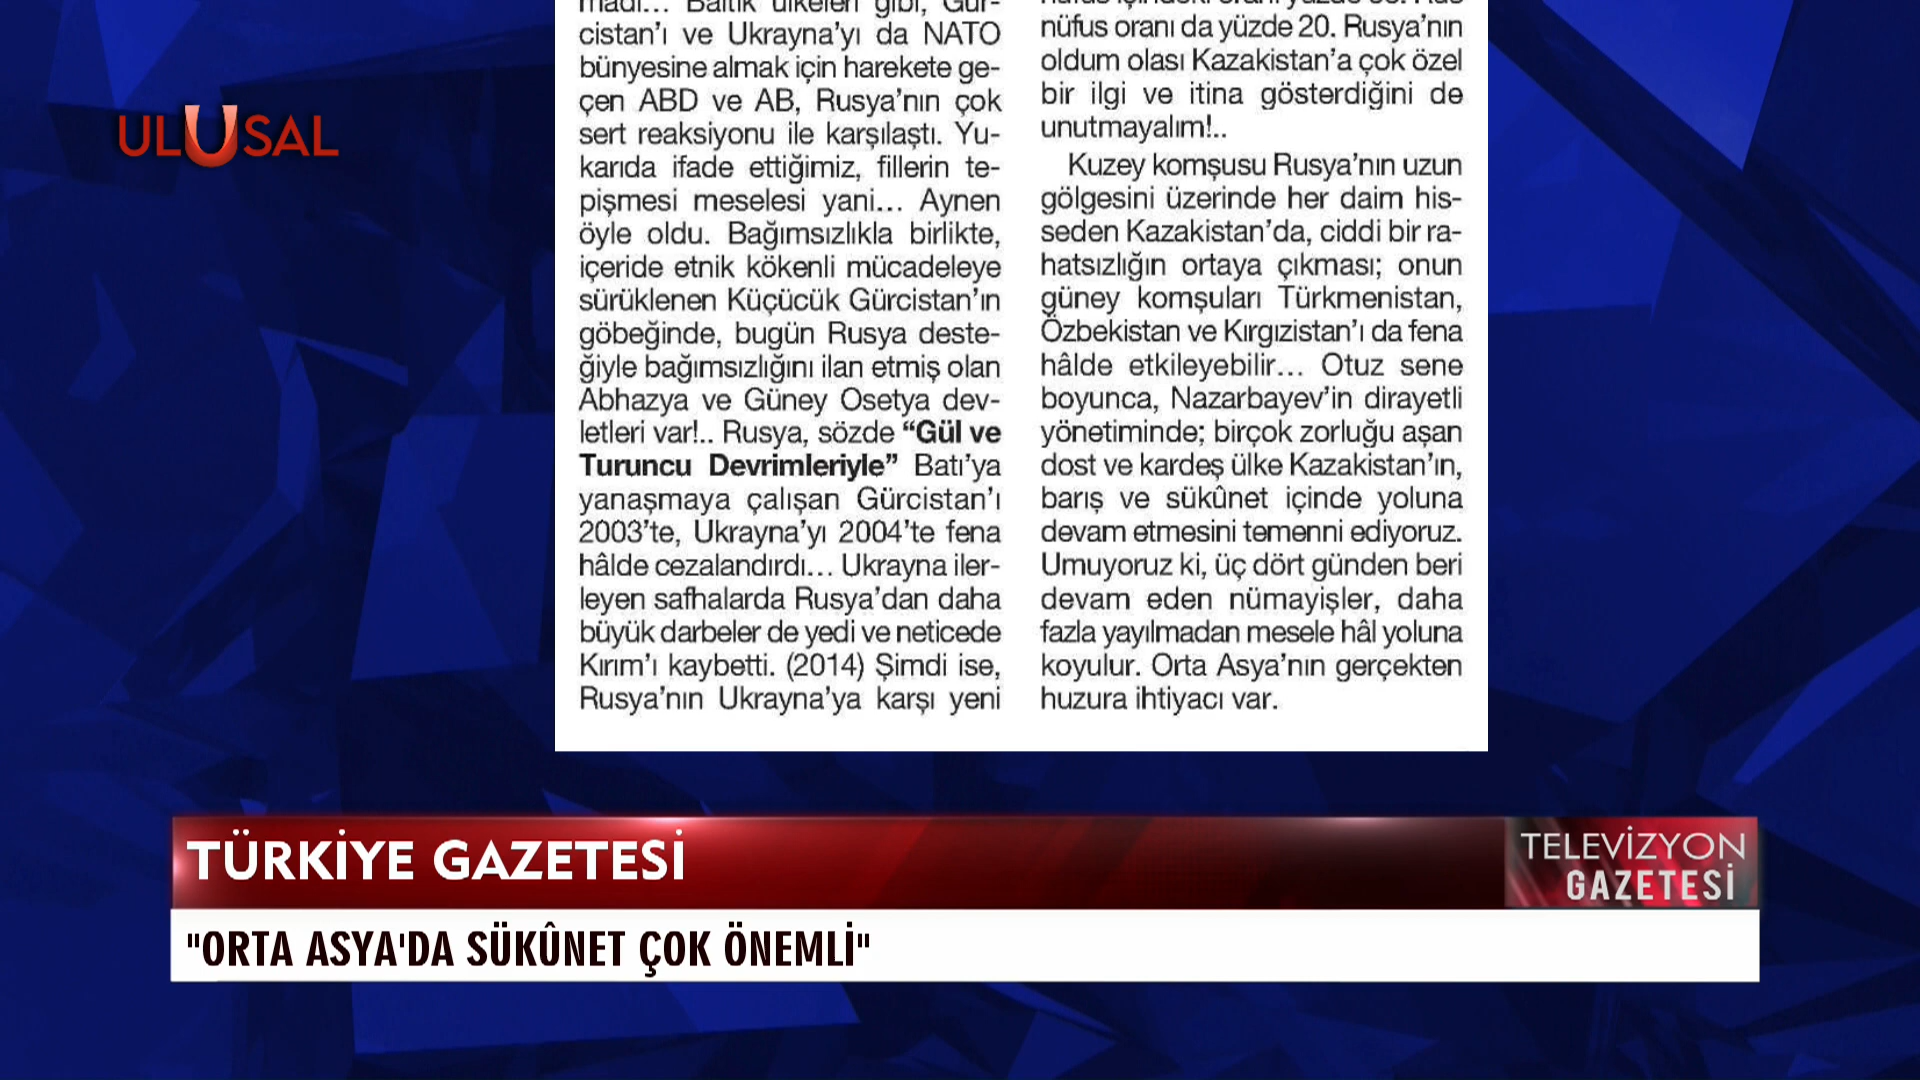 ULUSAL
madı... Baltık ülkeleri gibi, Gür-
cistan'ı ve Ukrayna'yı da NATO
bünyesine almak için harekete ge-
çen ABD ve AB, Rusya'nın çok
sert reaksiyonu ile karşılaştı. Yu-
karıda ifade ettiğimiz, fillerin te-
pişmesi meselesi yani... Aynen
öyle oldu. Bağımsızlıkla birlikte,
içeride etnik kökenli mücadeleye
sürüklenen Küçücük Gürcistan'ın
göbeğinde, bugün Rusya deste-
ğiyle bağımsızlığını ilan etmiş olan
Abhazya ve Güney Osetya dev-
letleri var!.. Rusya, sözde “Gül ve
Turuncu Devrimleriyle” Batı'ya
yanaşmaya çalışan Gürcistan'ı
2003'te, Ukrayna'yı 2004'te fena
hâlde cezalandırdı... Ukrayna iler-
leyen safhalarda Rusya'dan daha
büyük darbeler de yedi ve neticede
Kırım'ı kaybetti. (2014) Şimdi ise,
Rusya'nın Ukrayna'ya karşı yeni
nüfus oranı da yüzde 20. Rusya'nın
oldum olası Kazakistan'a çok özel
bir ilgi ve itina gösterdiğini de
unutmayalım!..
Kuzey komşusu Rusya'nın uzun
gölgesini üzerinde her daim his-
seden Kazakistan'da, ciddi bir ra-
hatsızlığın ortaya çıkması; onun
güney komşuları Türkmenistan,
Özbekistan ve Kırgızistan'ı da fena
hâlde etkileyebilir... Otuz sene
boyunca, Nazarbayev'in dirayetli
yönetiminde; birçok zorluğu aşan
dost ve kardeş ülke Kazakistan'ın,
barış ve sükûnet içinde yoluna
devam etmesini temenni ediyoruz.
Umuyoruz ki, üç dört günden beri
devam eden nümayişler, daha
fazla yayılmadan mesele hâl yoluna
koyulur. Orta Asya'nın gerçekten
huzura ihtiyacı var.
TÜRKİYE GAZETESİ
TELEVİZYON
GAZETESİ
"ORTA ASYA'DA SÜKÛNET ÇOK ÖNEMLİ"